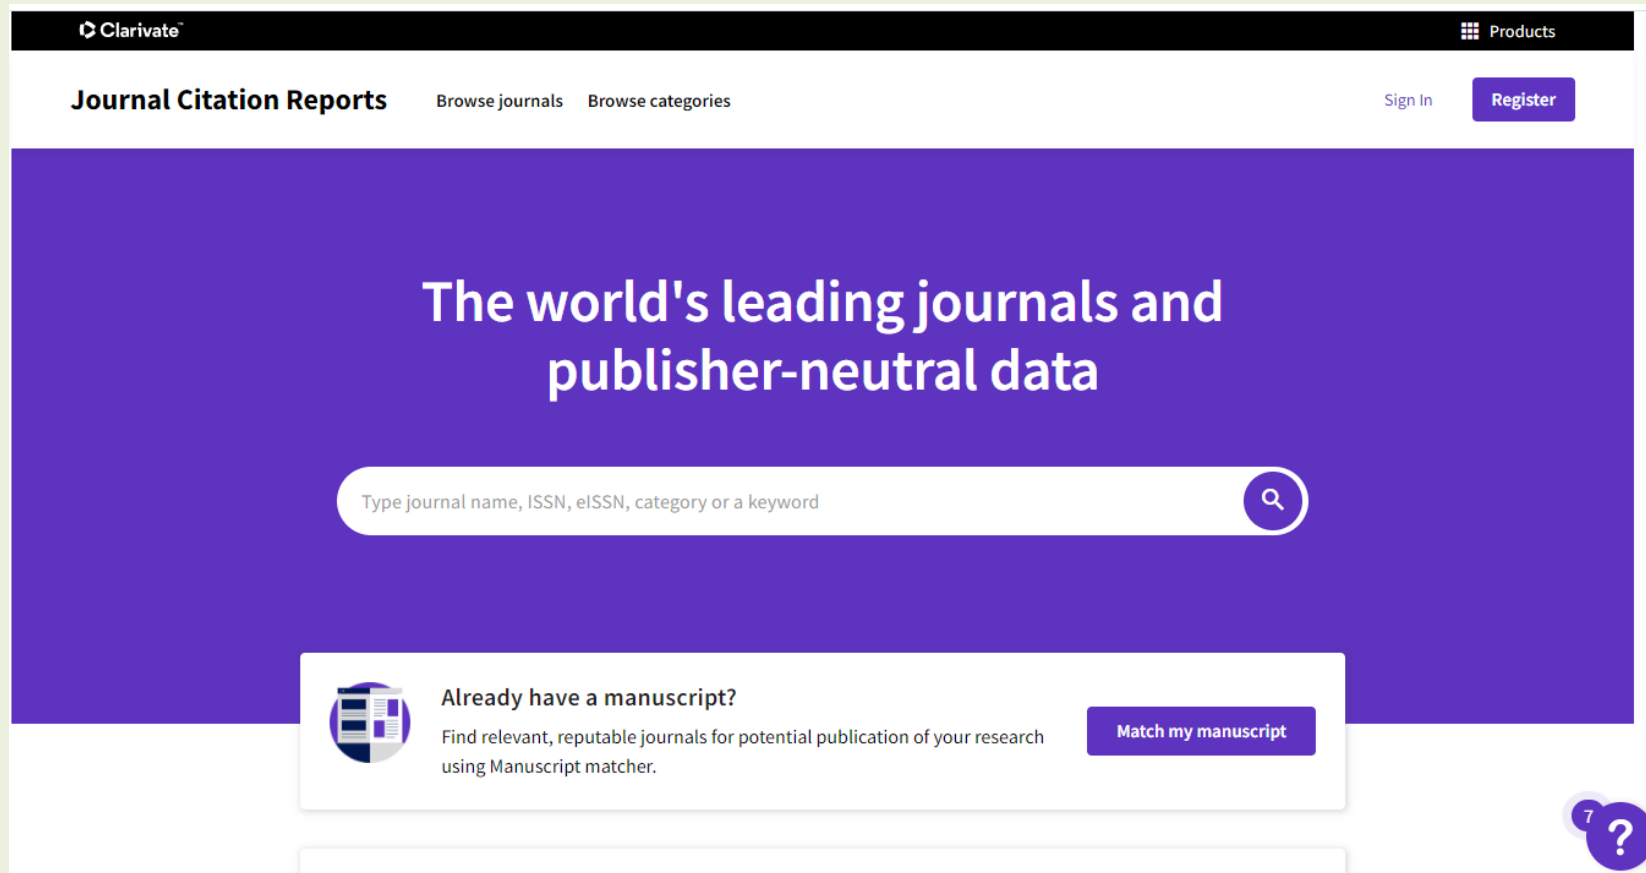 Clarivate™
Products
Journal Citation Reports
Browse journals
Browse categories
Sign In
Register
The world's leading journals and
publisher-neutral data
Type journal name, ISSN, eISSN, category or a keyword
Already have a manuscript?
Find relevant, reputable journals for potential publication of your research
using Manuscript matcher.
Match my manuscript
7
?